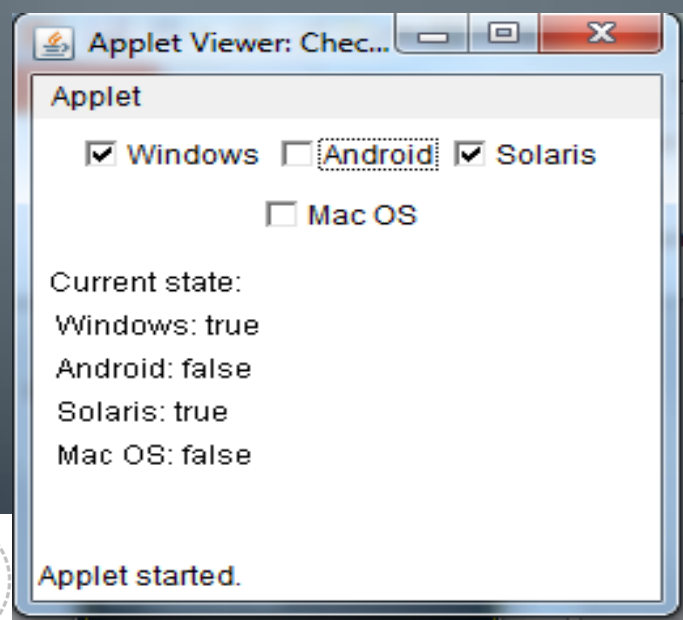 Applet Viewer: Chec...
Applet
Windows Android Solaris
Mac OS
Current state:
Windows: true
Android: false
Solaris: true
Mac OS: false
Applet started.